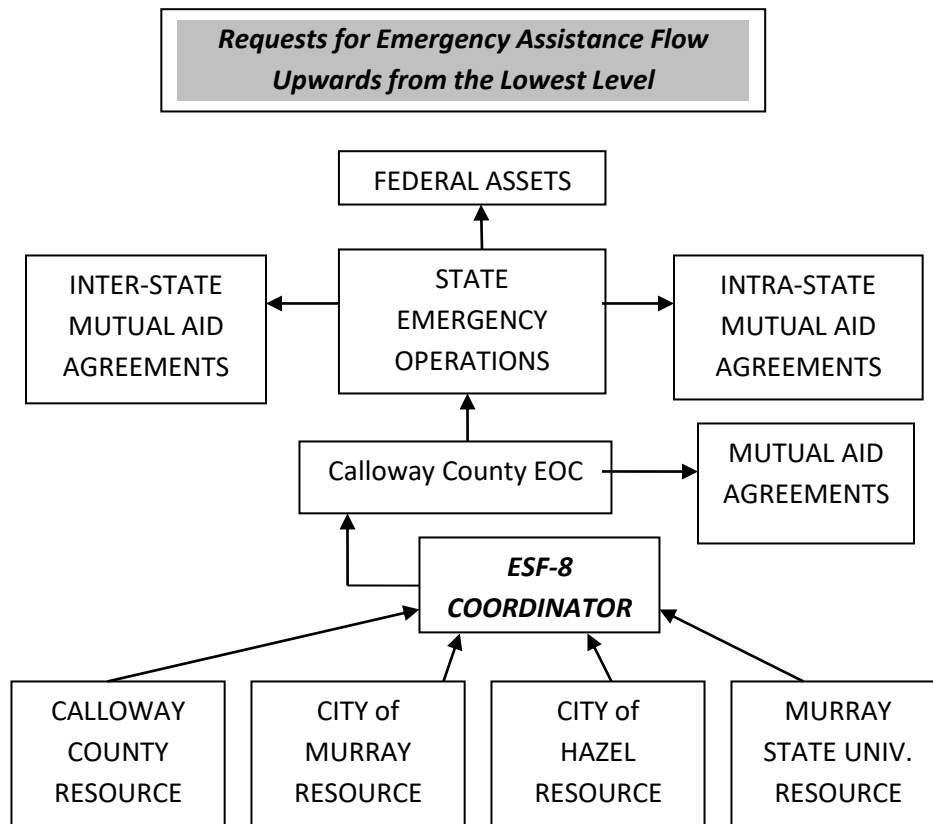 Requests for Emergency Assistance Flow
Upwards from the Lowest Level
FEDERAL ASSETS
INTER-STATE
MUTUAL AID
AGREEMENTS
STATE
EMERGENCY
OPERATIONS
INTRA-STATE
MUTUAL AID
AGREEMENTS
Calloway County EOC
MUTUAL AID
AGREEMENTS
ESF-8
COORDINATOR
CALLOWAY
COUNTY
RESOURCE
CITY of
MURRAY
RESOURCE
CITY of
HAZEL
RESOURCE
MURRAY
STATE UNIV.
RESOURCE